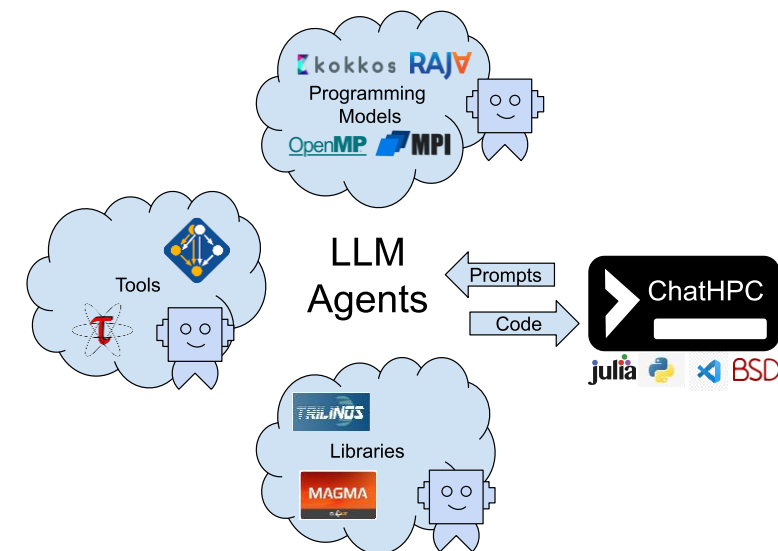 kokkos RAJA
Programming
Models
OpenMP MPI
Tools
τ
LLM
Agents
Prompts
Code
ChatHPC
julia
BSD
TRILINOS
Libraries
MAGMA